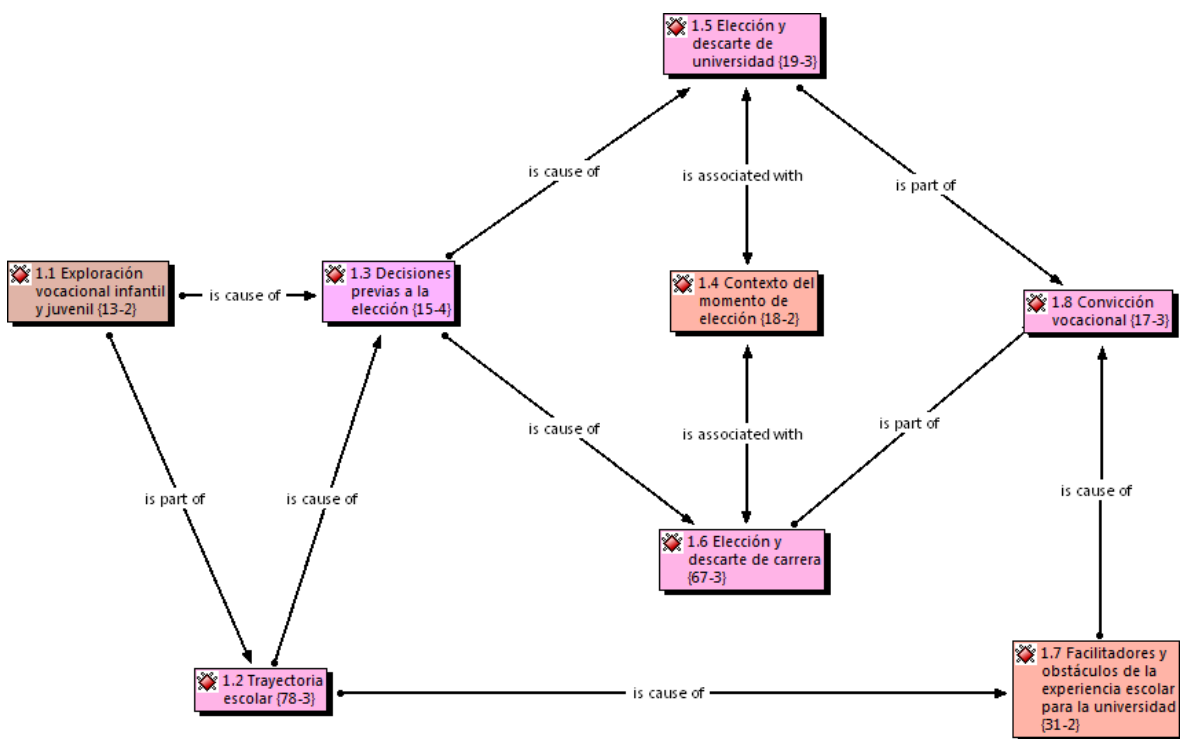 1.5 Elección y
descarte de
universidad {19-3}
is cause of
is associated with
is part of
1.1 Exploración
vocacional infantil
y juvenil {13-2}
is cause of
1.3 Decisiones
previas a la
elección {15-4}
1.4 Contexto del
momento de
elección {18-2}
1.8 Convicción
vocacional {17-3}
is cause of
is associated with
is part of
is part of
is cause of
is cause of
1.6 Elección y
descarte de carrera
{67-3}
1.2 Trayectoria
escolar {78-3}
is cause of
1.7 Facilitadores y
obstáculos de la
experiencia escolar
para la universidad
{31-2}